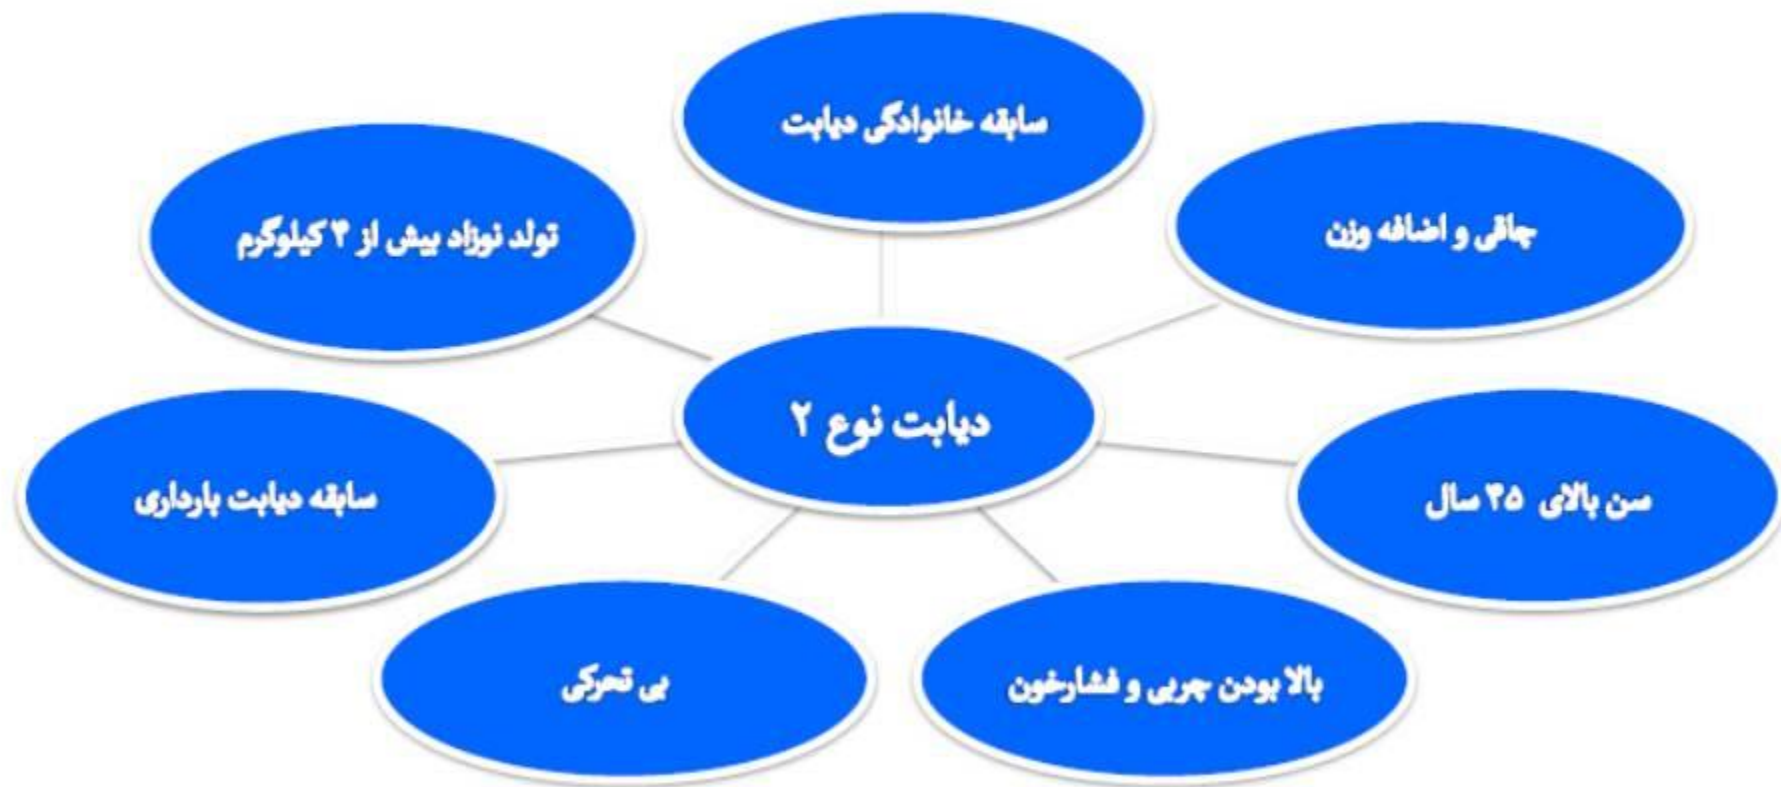 سابقه خانوادگی دیابت
چاقی و اضافه وزن
تولد نوزاد بیش از ۴ کیلوگرم
دیابت نوع ۲
سن بالای ۴۵ سال
سابقه دیابت بارداری
بالا بودن چربی و فشارخون
بی تحرکی